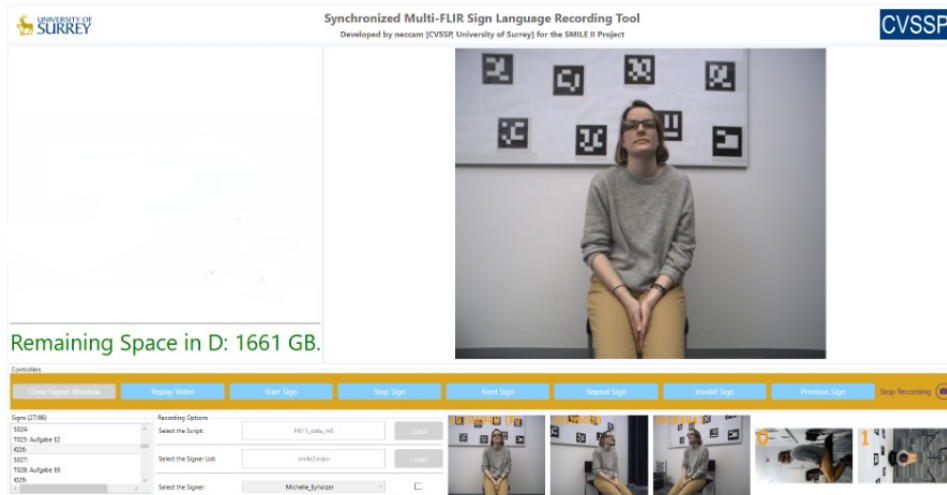 UNIVERSITY OF
SURREY
Synchronized Multi-FLIR Sign Language Recording Tool
Developed by neccam [CVSSP, University of Surrey] for the SMILE II Project
CVSSP
Remaining Space in D: 1661 GB.
Controllers
Close Signer Window
Replay Video
Start Sign
Stop Sign
Next Sign
Repeat Sign
Invalid Sign
Previous Sign
Stop Recording
Signs (27/86)
S024:
T025: Aufgabe E2
I026:
S027:
T028: Aufgabe E6
I029:
Recording Options
Select the Script:
Load
Select the Signer List:
smile2main
Load
Select the Signer:
0
1